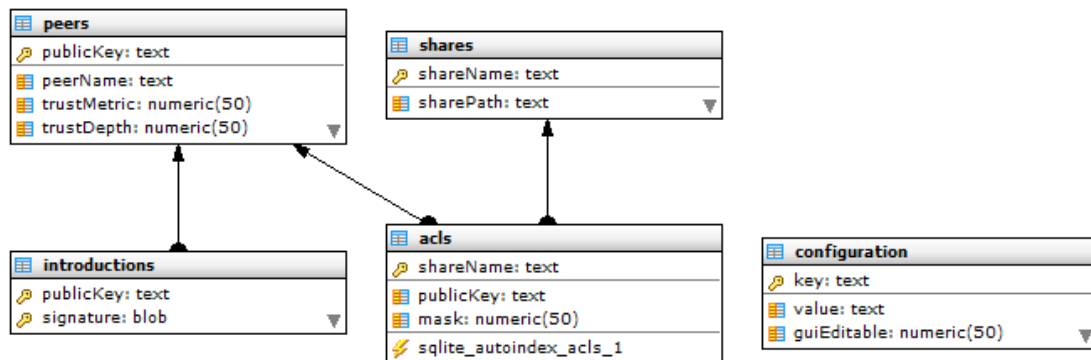 peers
publicKey: text
peerName: text
trustMetric: numeric(50)
trustDepth: numeric(50)
shares
shareName: text
sharePath: text
introductions
publicKey: text
signature: blob
acls
shareName: text
publicKey: text
mask: numeric(50)
sqlite_autoindex_acls_1
configuration
key: text
value: text
guiEditable: numeric(50)